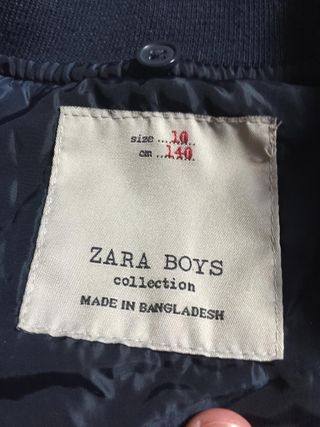 size ....10....
cm ....140....
ZARA BOYS
collection
MADE IN BANGLADESH